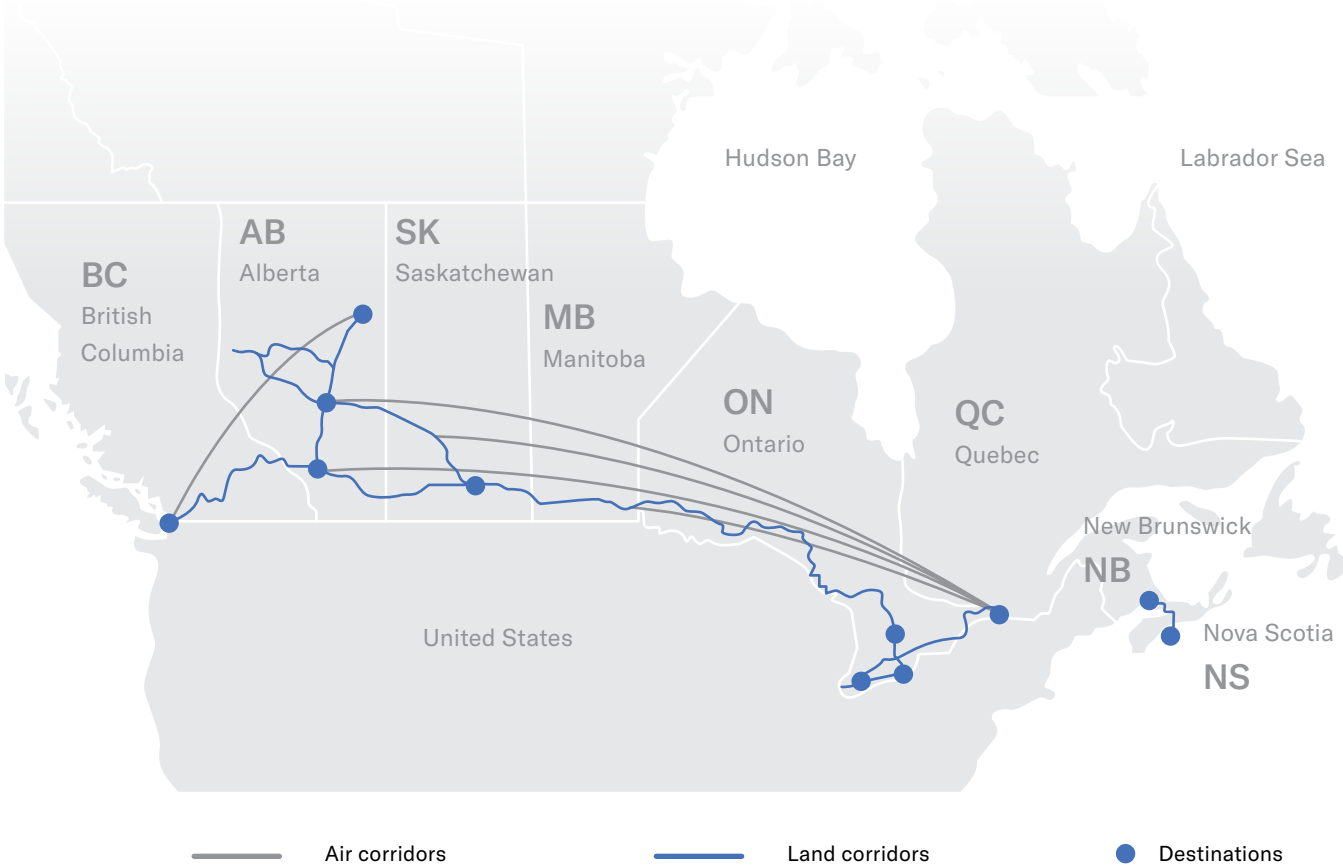 Hudson Bay
Labrador Sea
AB
Alberta
SK
Saskatchewan
BC
British
Columbia
MB
Manitoba
ON
Ontario
QC
Quebec
New Brunswick
NB
United States
Nova Scotia
NS
Air corridors
Land corridors
Destinations